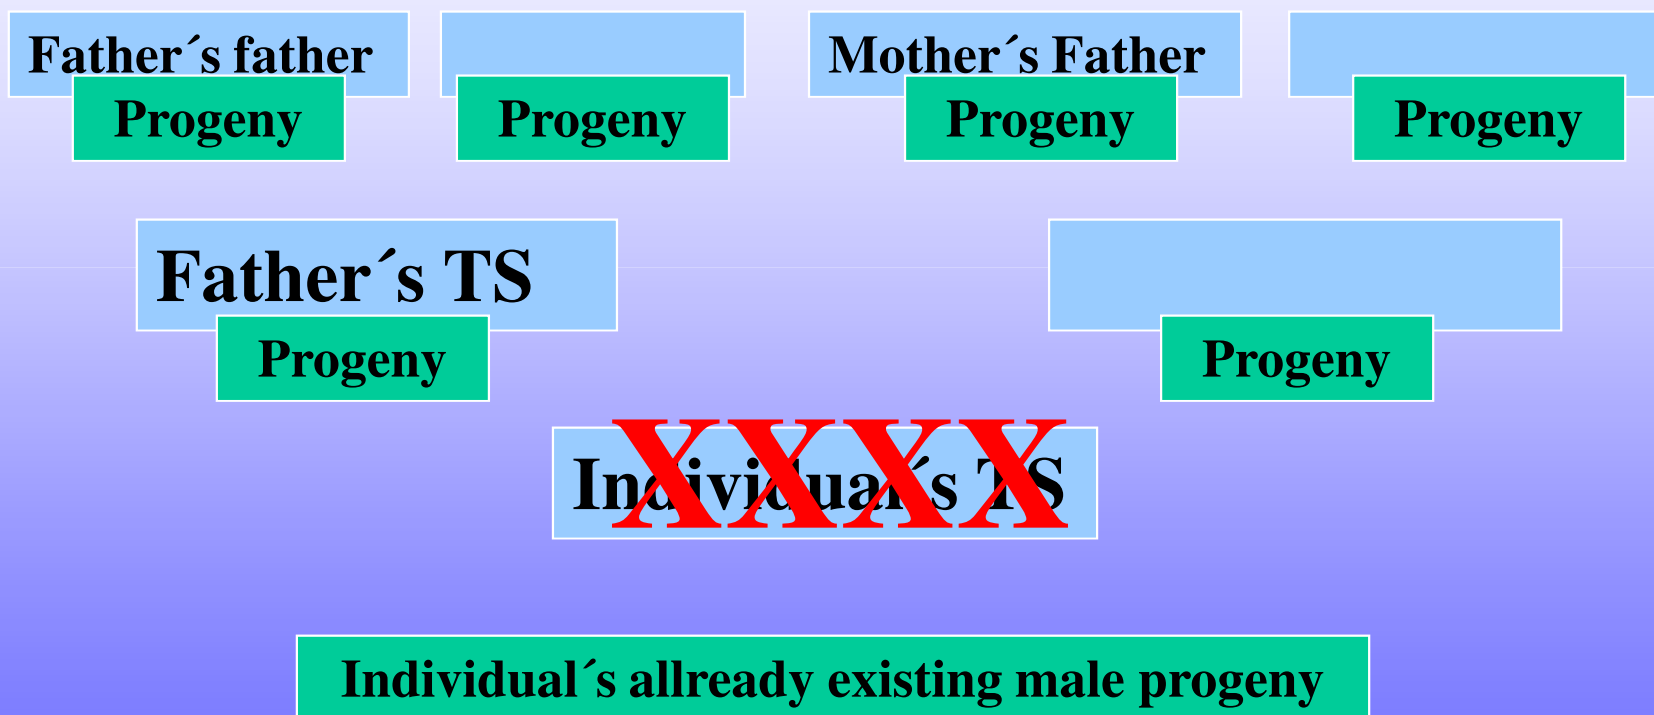 Father´s father
Mother´s Father
Progeny
Progeny
Progeny
Progeny
Father´s TS
Progeny
Progeny
Individual´s TS
XXXX
Individual´s allready existing male progeny